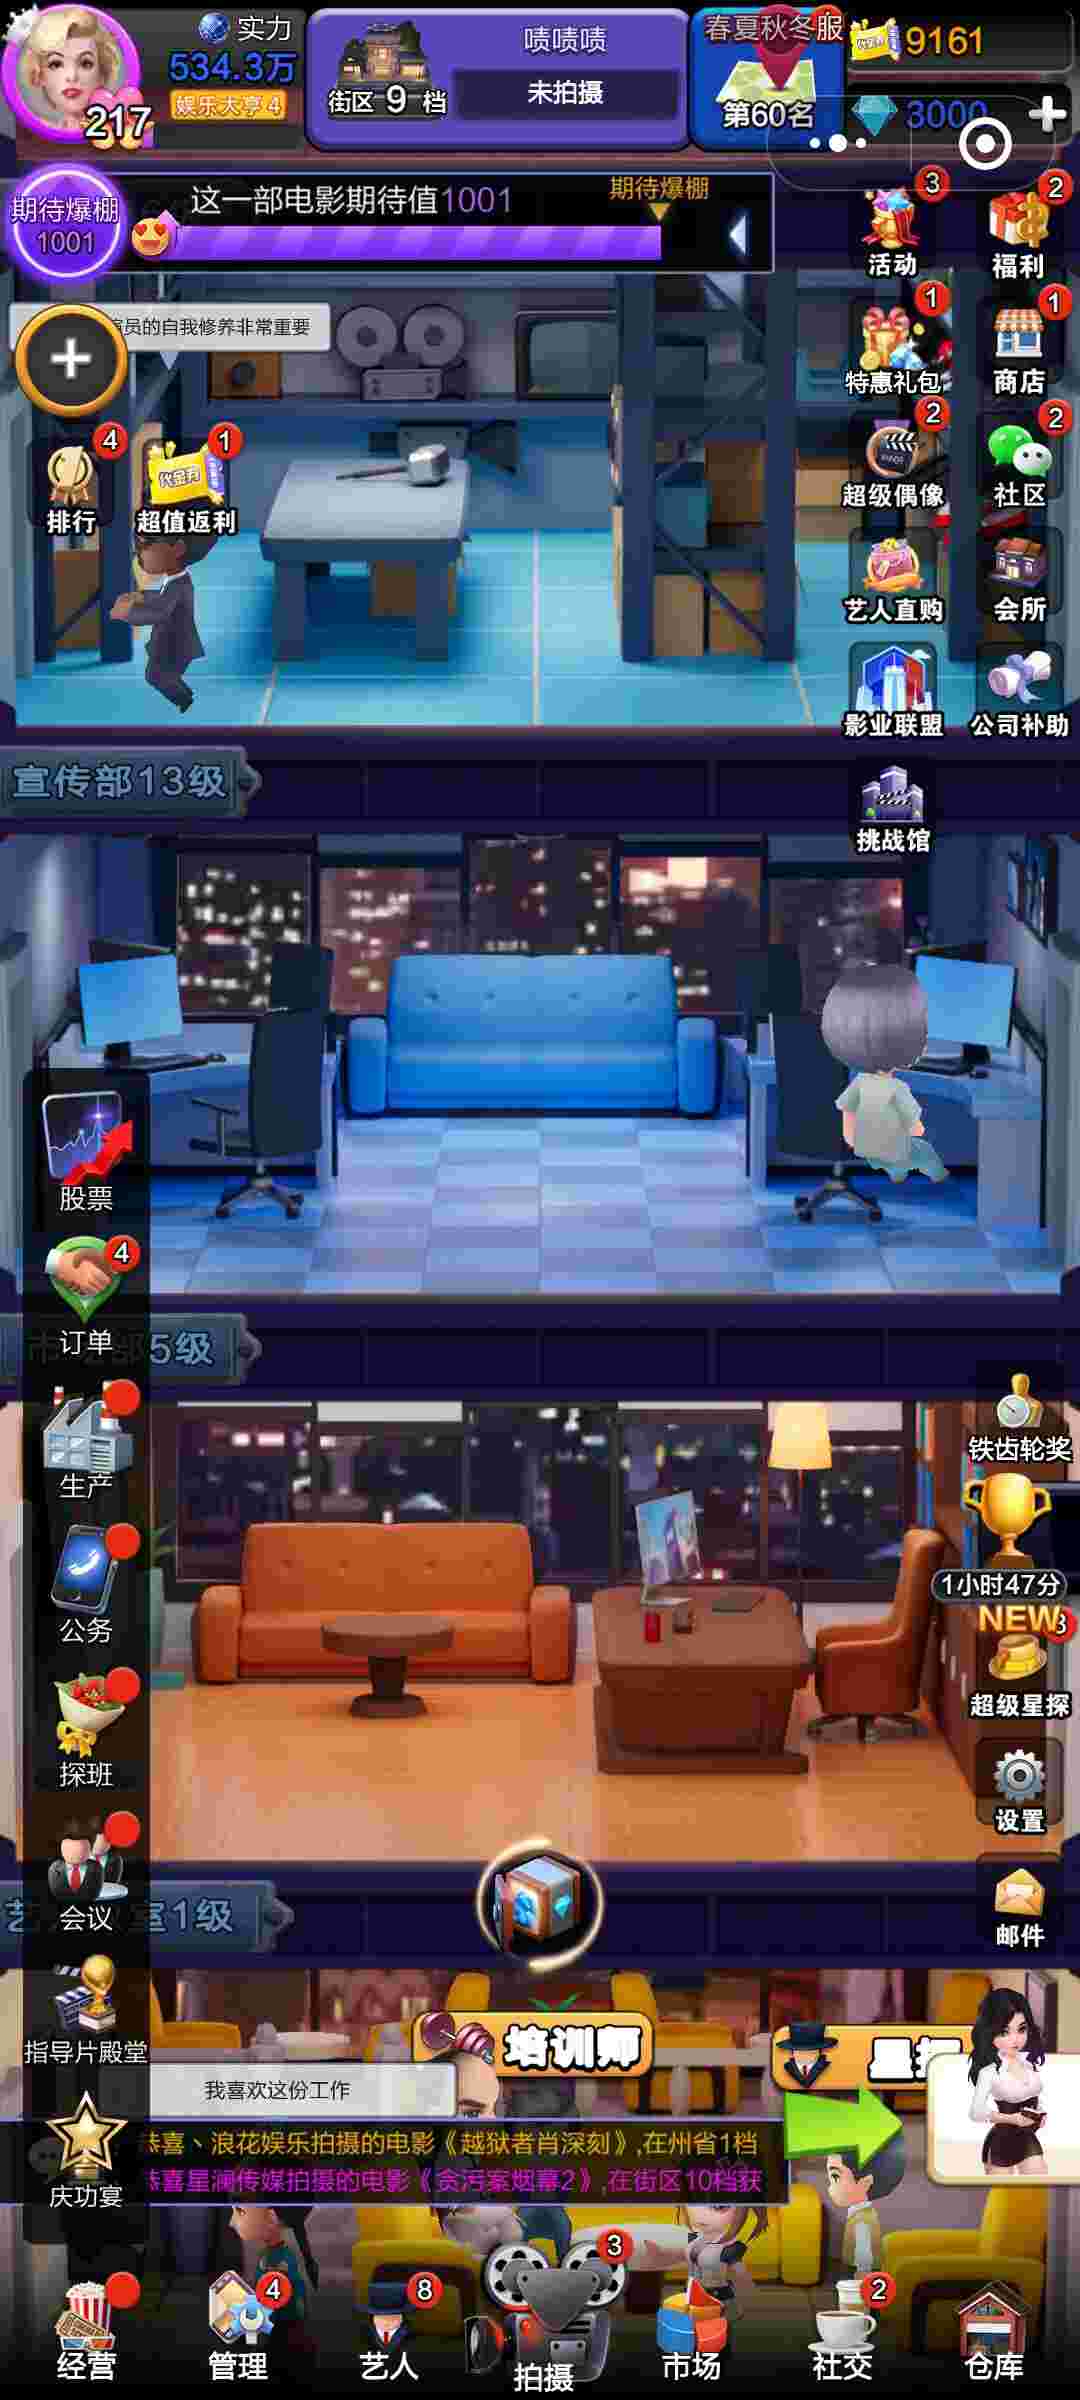 实力
534.3万
娱乐大亨4
217
啧啧啧
街区 9 档
未拍摄
春夏秋冬服
第60名
代金券
9161
3000
期待爆棚
1001
这一部电影期待值1001
期待爆棚
3
活动
2
福利
演员的自我修养非常重要
1
特惠礼包
1
商店
4
排行
1
代金券
超值返利
2
超级偶像
2
社区
艺人直购
会所
影业联盟
公司补助
宣传部13级
挑战馆
股票
4
订单
5级
生产
铁齿轮奖
公务
1小时47分
NEW
3
超级星探
探班
设置
会议
室1级
邮件
指导片殿堂
培训师
我喜欢这份工作
恭喜丶浪花娱乐拍摄的电影《越狱者肖深刻》,在州省1档
恭喜星澜传媒拍摄的电影《贪污案烟幕2》,在街区10档获
庆功宴
经营
4
管理
8
艺人
3
拍摄
市场
2
社交
仓库